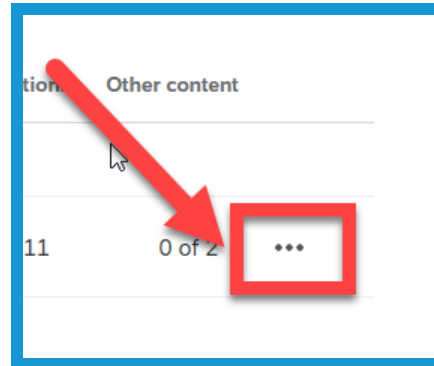 Other content
11 0 of 2 •••